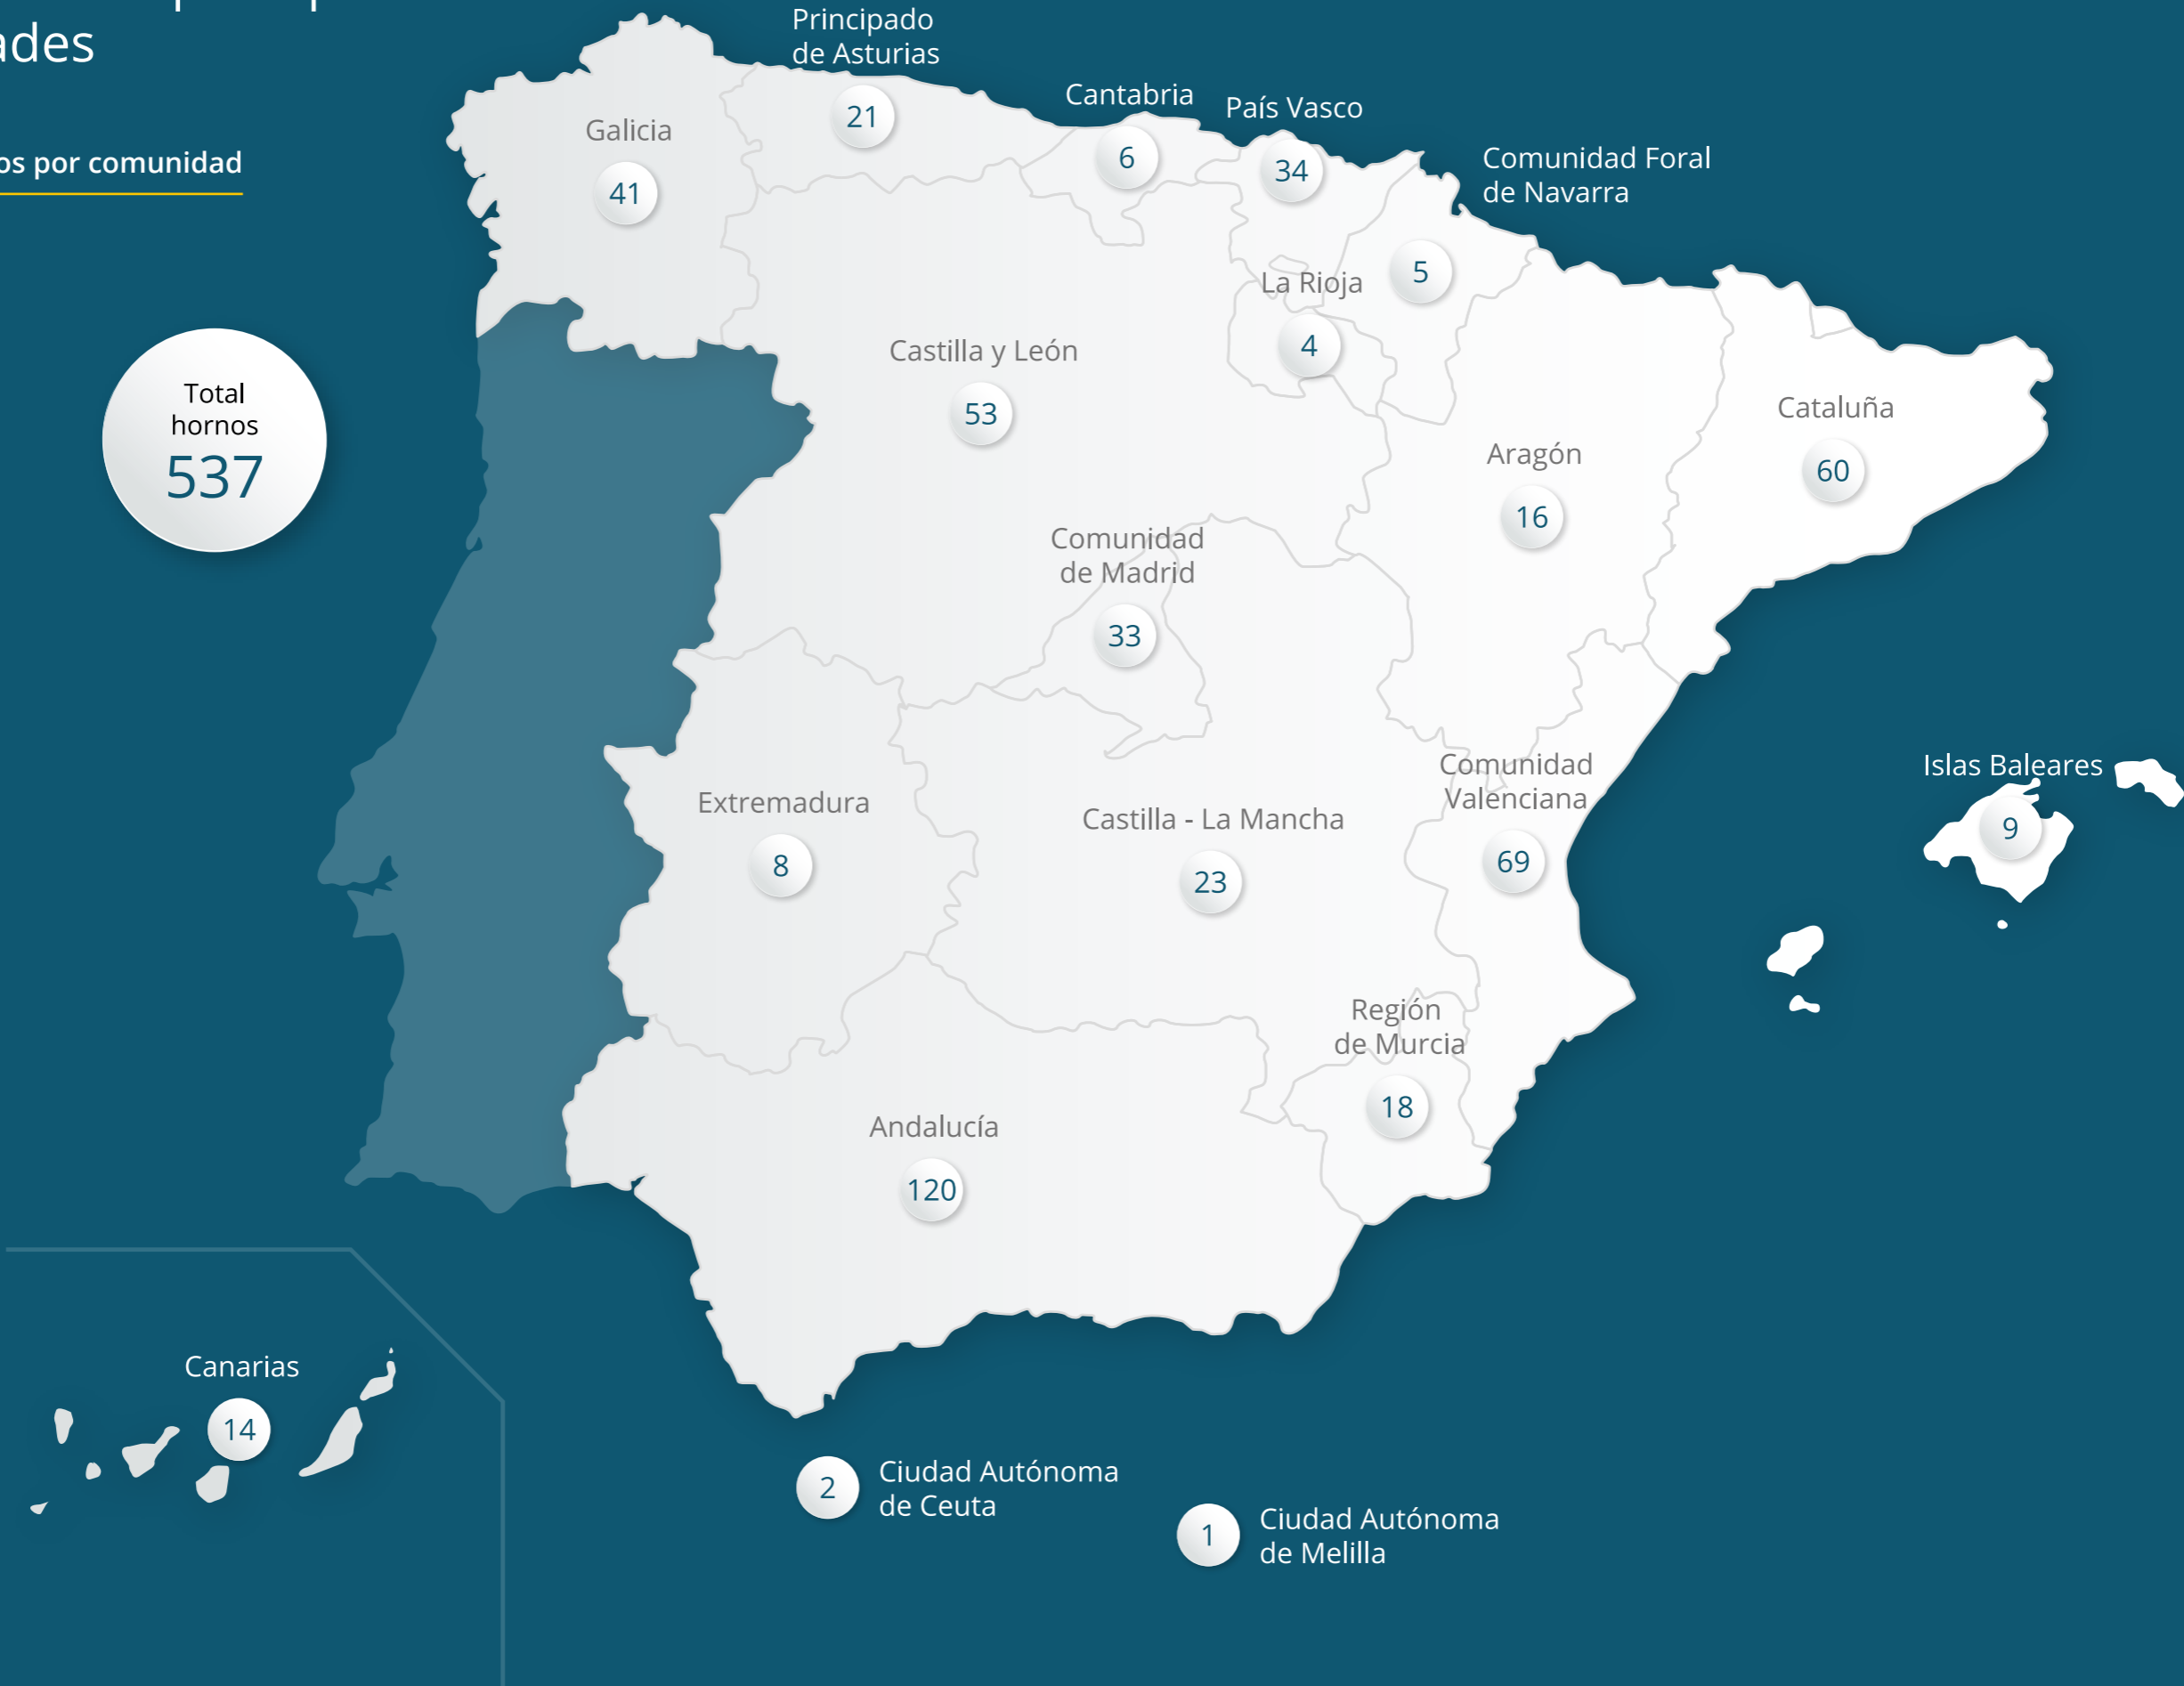 ades
os por comunidad
Total
hornos
537
Principado
de Asturias
21
Cantabria
6
País Vasco
34
Comunidad Foral
de Navarra
5
Galicia
41
La Rioja
4
Castilla y León
53
Cataluña
60
Aragón
16
Comunidad
de Madrid
33
Islas Baleares
9
Comunidad
Valenciana
69
Extremadura
8
Castilla - La Mancha
23
Región
de Murcia
18
Andalucía
120
Canarias
14
2
Ciudad Autónoma
de Ceuta
1
Ciudad Autónoma
de Melilla